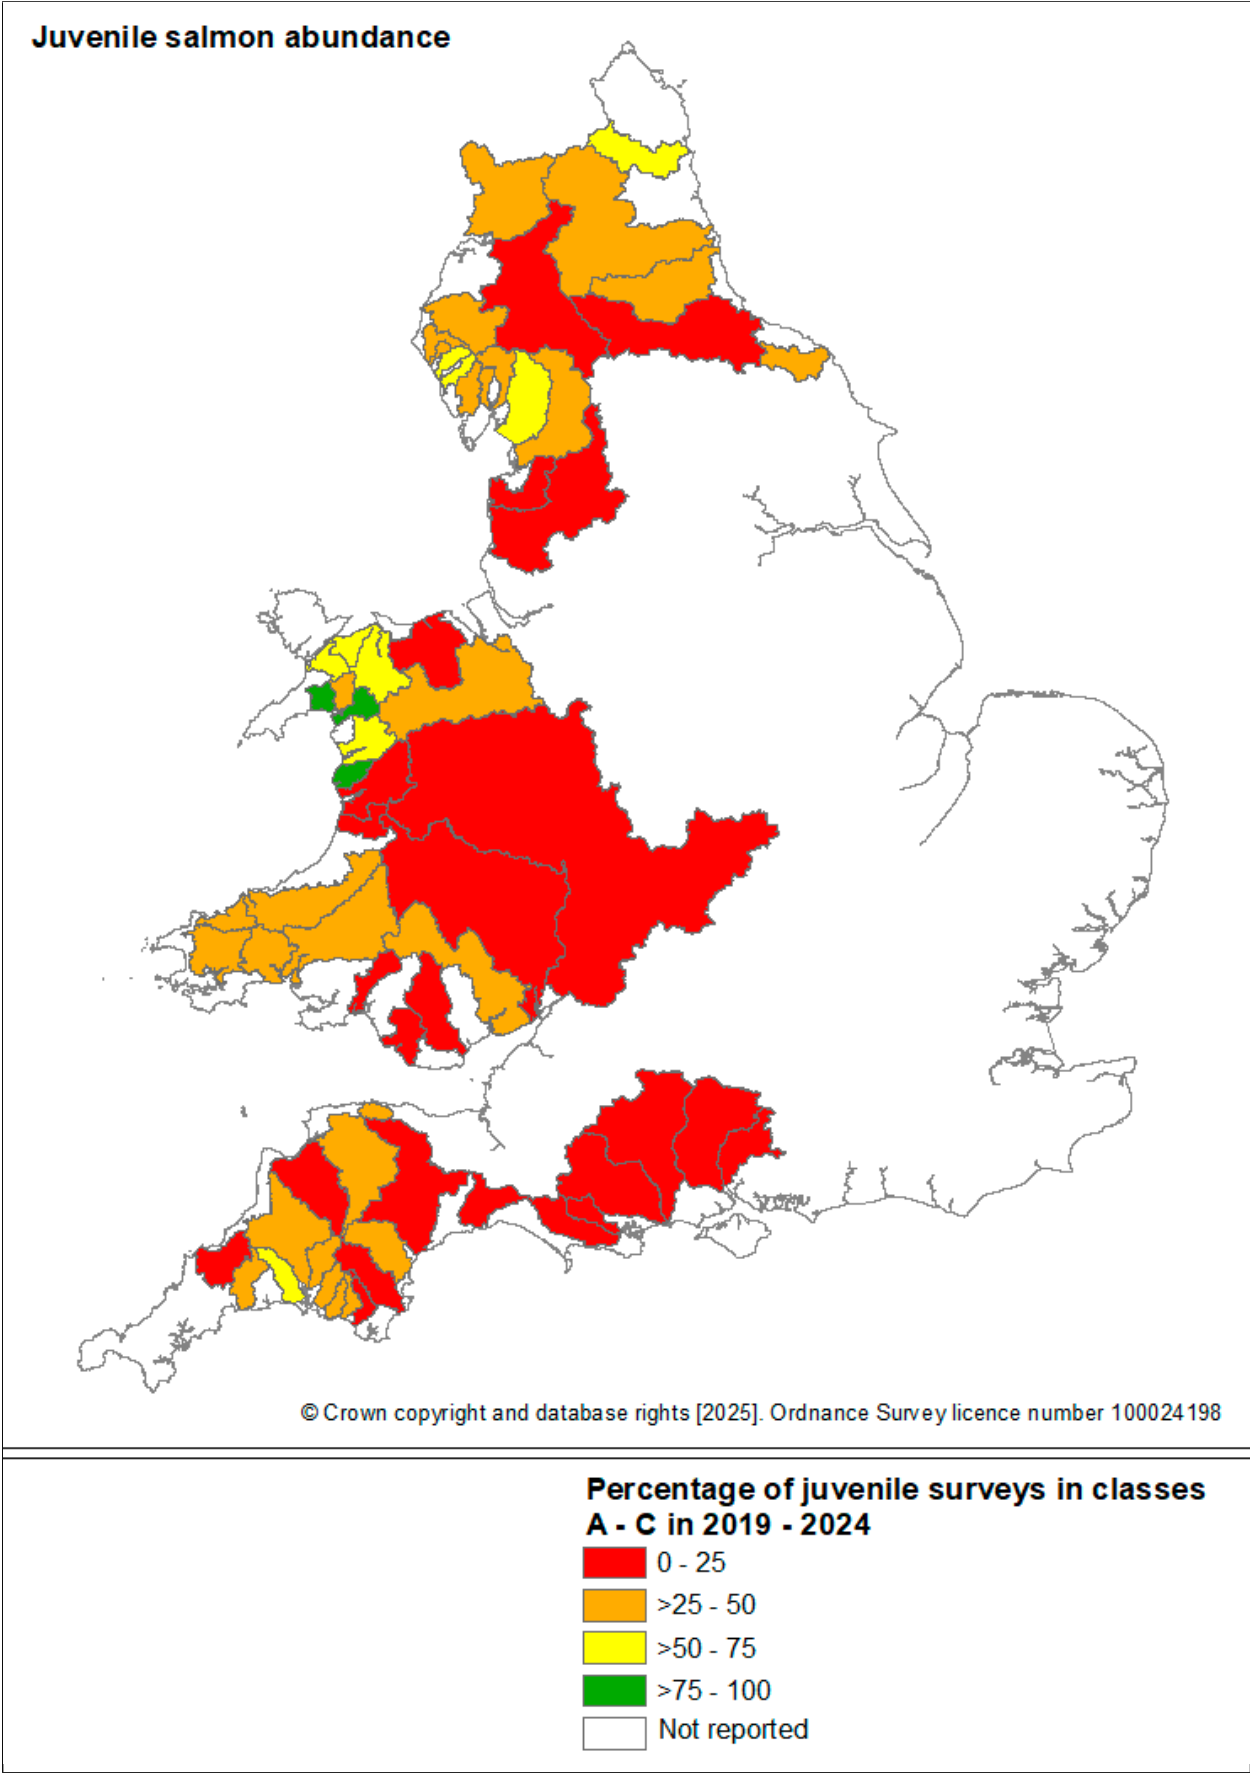 Juvenile salmon abundance
© Crown copyright and database rights [2025]. Ordnance Survey licence number 100024198
Percentage of juvenile surveys in classes
A - C in 2019 - 2024
0 - 25
>25 - 50
>50 - 75
>75 - 100
Not reported